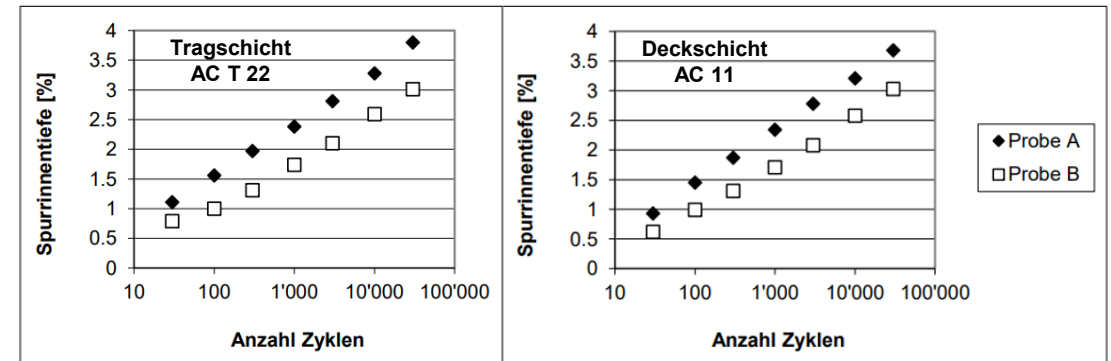 Tragschicht
AC T 22
Spurrinnentiefe [%]
4
3.5
3
2.5
2
1.5
1
0.5
0
10 100 1'000 10'000 100'000
Anzahl Zyklen
Deckschicht
AC 11
Spurrinnentiefe [%]
4
3.5
3
2.5
2
1.5
1
0.5
0
10 100 1'000 10'000 100'000
Anzahl Zyklen
Probe A
Probe B